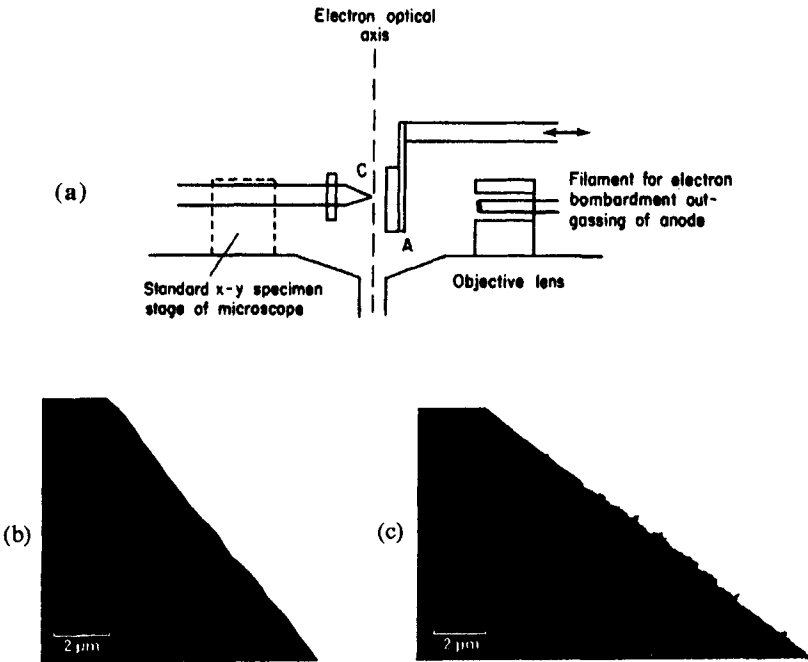 Electron optical
axis
(a)
C
A
Filament for electron
bombardment out-
gassing of anode
Standard x-y specimen
stage of microscope
Objective lens
(b)
2 μm
(c)
2 μm